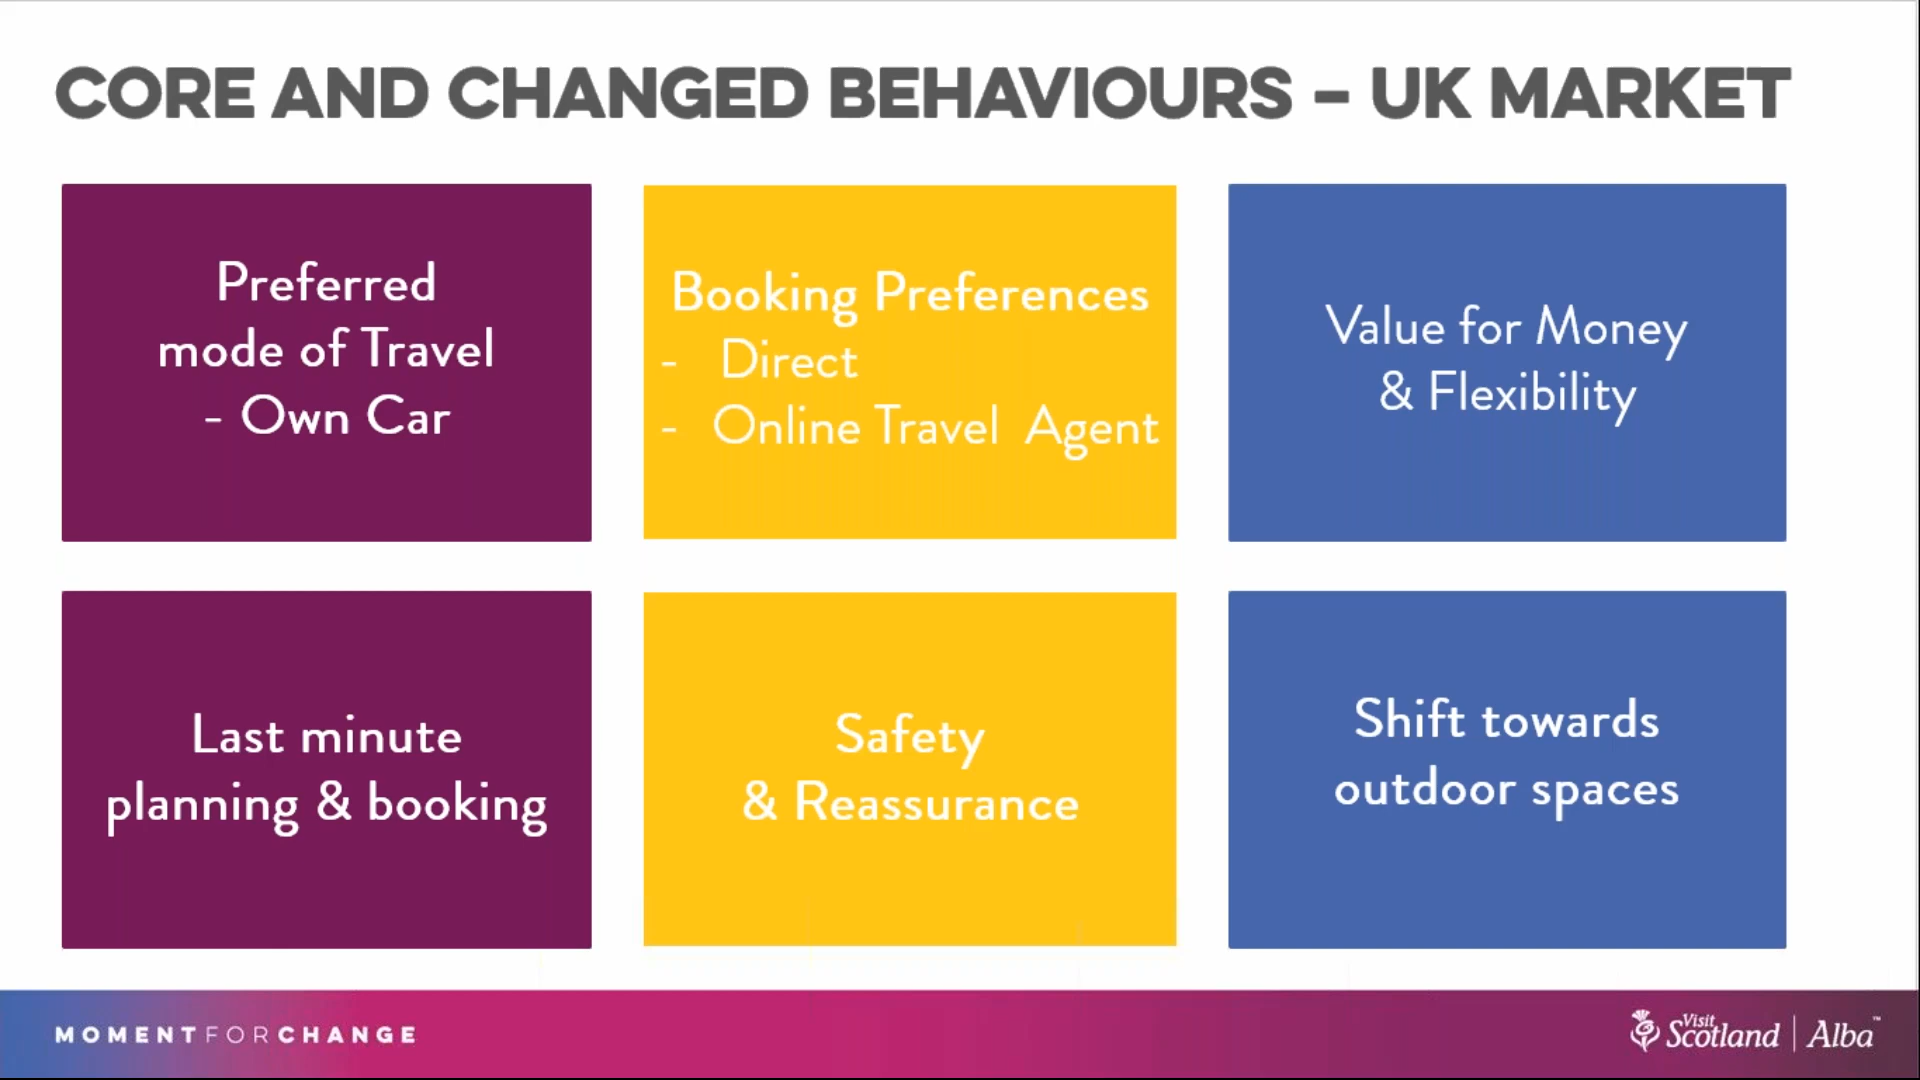 CORE AND CHANGED BEHAVIOURS – UK MARKET
Preferred
mode of Travel
- Own Car
Booking Preferences
- Direct
- Online Travel Agent
Value for Money
& Flexibility
Last minute
planning & booking
Safety
& Reassurance
Shift towards
outdoor spaces
MOMENTFORCHANGE
Visit
Scotland | Alba™